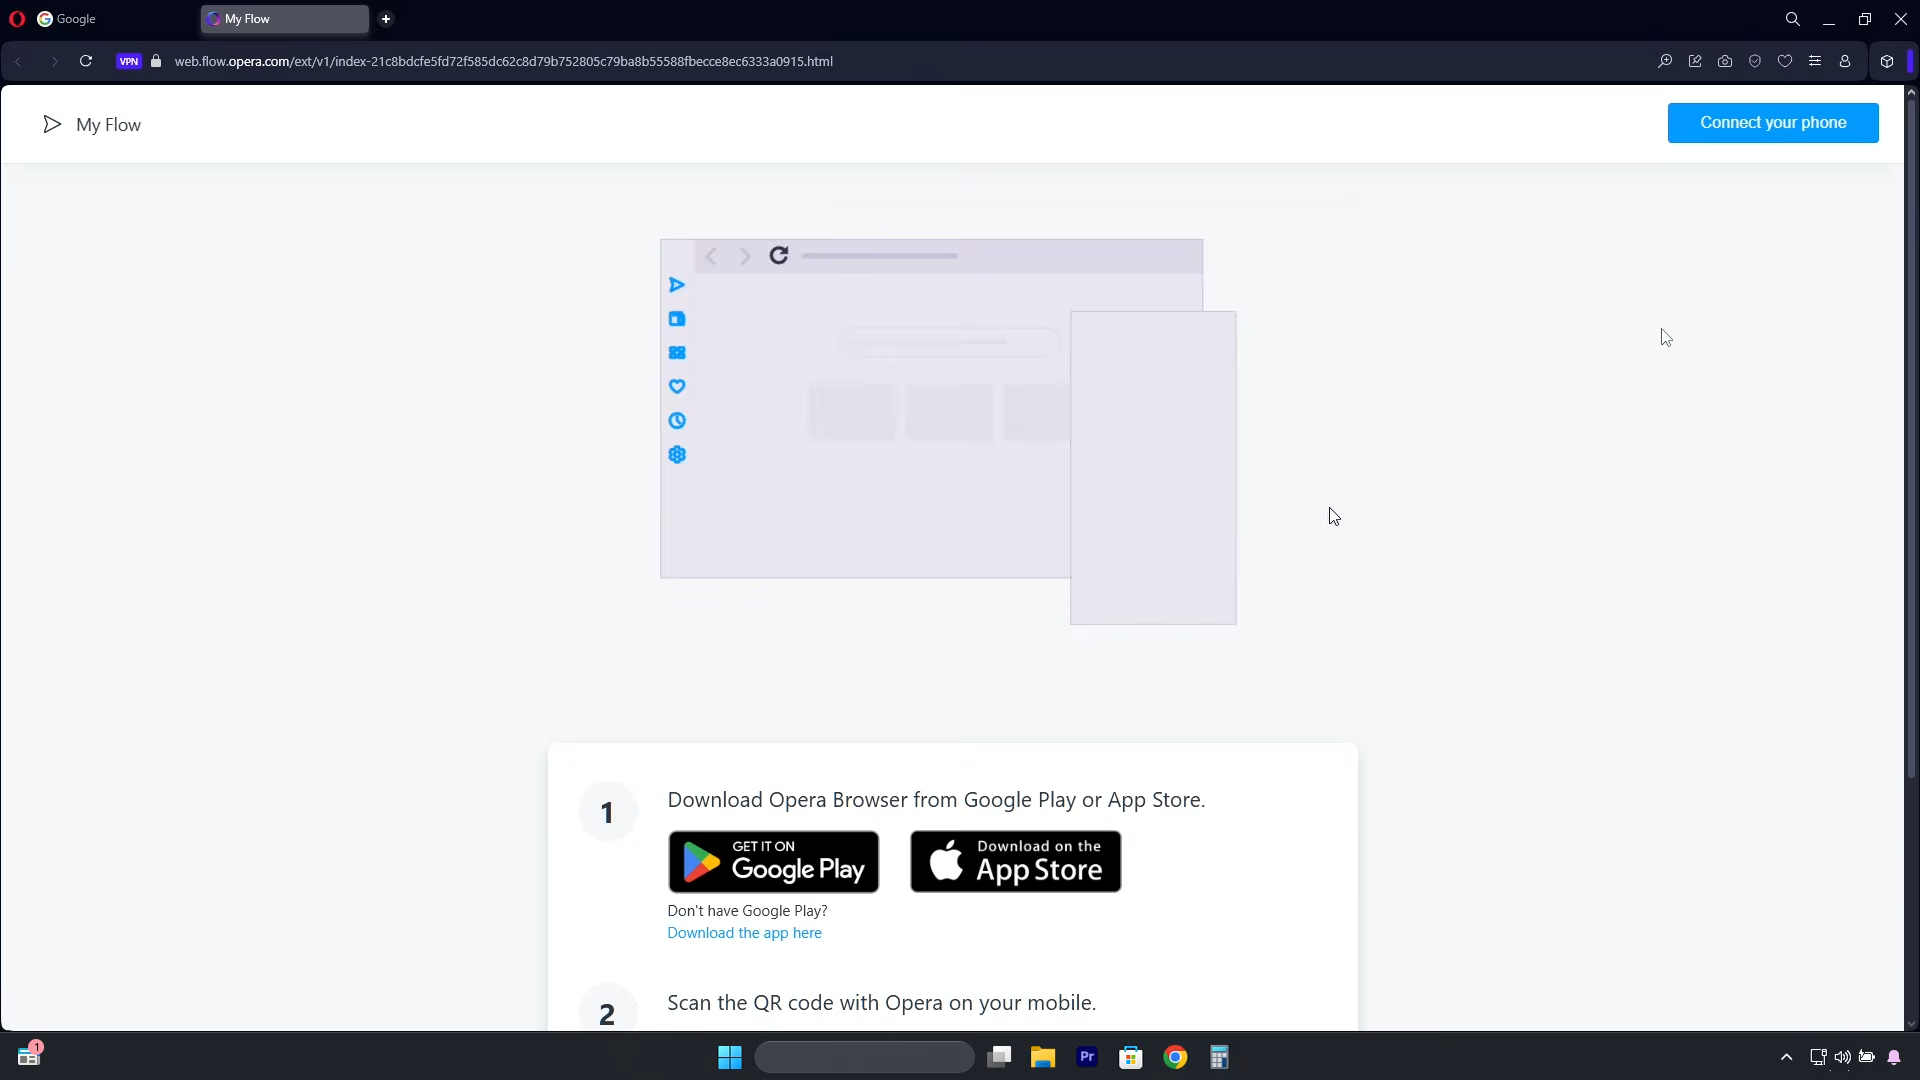 Google
My Flow
VPN
web.flow.opera.com/ext/v1/index-21c8bdcfe5fd72f585dc62c8d79b752805c79ba8b55588fbecce8ec6333a0915.html
My Flow
Connect your phone
1
Download Opera Browser from Google Play or App Store.
GET IT ON
Google Play
Download on the
App Store
Don't have Google Play?
Download the app here
2
Scan the QR code with Opera on your mobile.
1
Pr